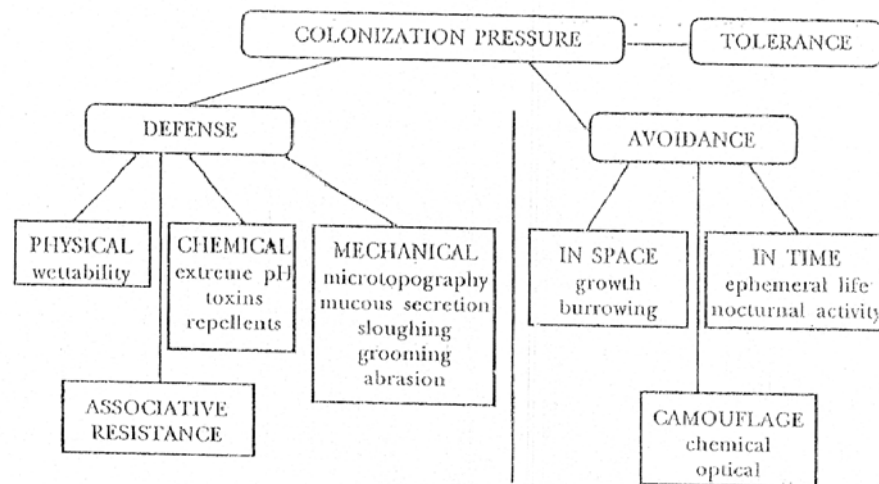 COLONIZATION PRESSURE
TOLERANCE
DEFENSE
AVOIDANCE
PHYSICAL
wettability
CHEMICAL
extreme pH
toxins
repellents
MECHANICAL
microtopography
mucous secretion
sloughing
grooming
abrasion
ASSOCIATIVE
RESISTANCE
IN SPACE
growth
burrowing
IN TIME
ephemeral life
nocturnal activity
CAMOUFLAGE
chemical
optical